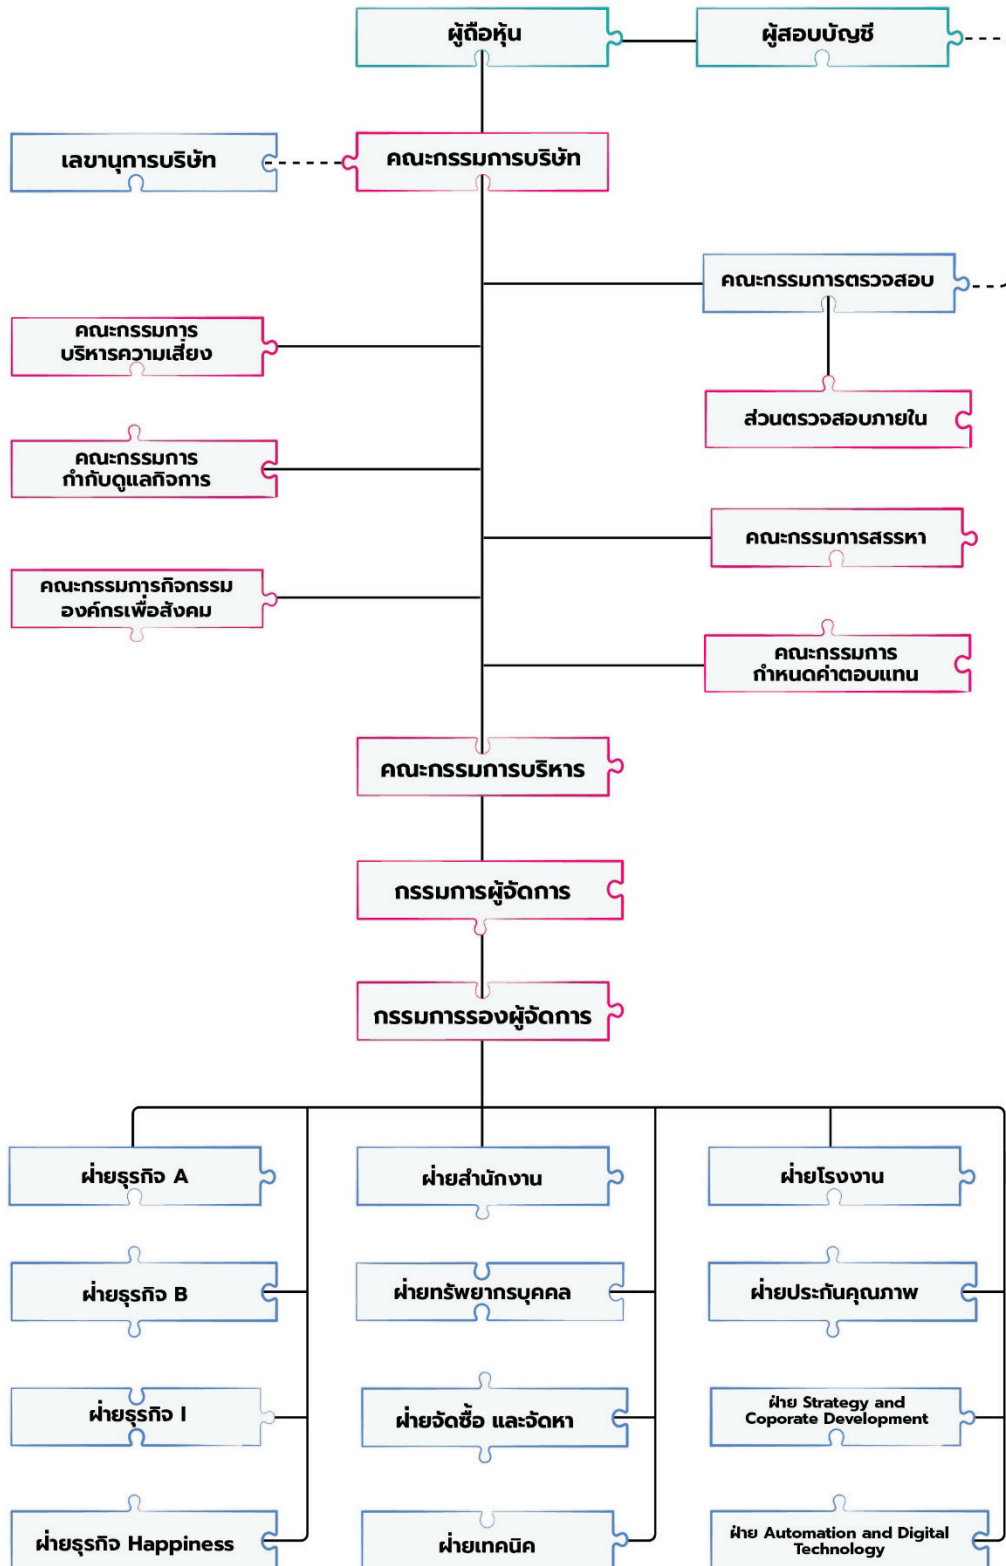 ผู้ถือหุ้น
ผู้สอบบัญชี
เลขานุการบริษัท
คณะกรรมการบริษัท
คณะกรรมการตรวจสอบ
คณะกรรมการ
บริหารความเสี่ยง
ส่วนตรวจสอบภายใน
คณะกรรมการ
กำกับดูแลกิจการ
คณะกรรมการสรรหา
คณะกรรมการกิจกรรม
องค์กรเพื่อสังคม
คณะกรรมการ
กำหนดค่าตอบแทน
คณะกรรมการบริหาร
กรรมการผู้จัดการ
กรรมการรองผู้จัดการ
ฝ่ายธุรกิจ A
ฝ่ายสำนักงาน
ฝ่ายโรงงาน
ฝ่ายธุรกิจ B
ฝ่ายทรัพยากรบุคคล
ฝ่ายประกันคุณภาพ
ฝ่ายธุรกิจ I
ฝ่ายจัดซื้อ และจัดหา
ฝ่าย Strategy and
Coporate Development
ฝ่ายธุรกิจ Happiness
ฝ่ายเทคนิค
ฝ่าย Automation and Digital
Technology